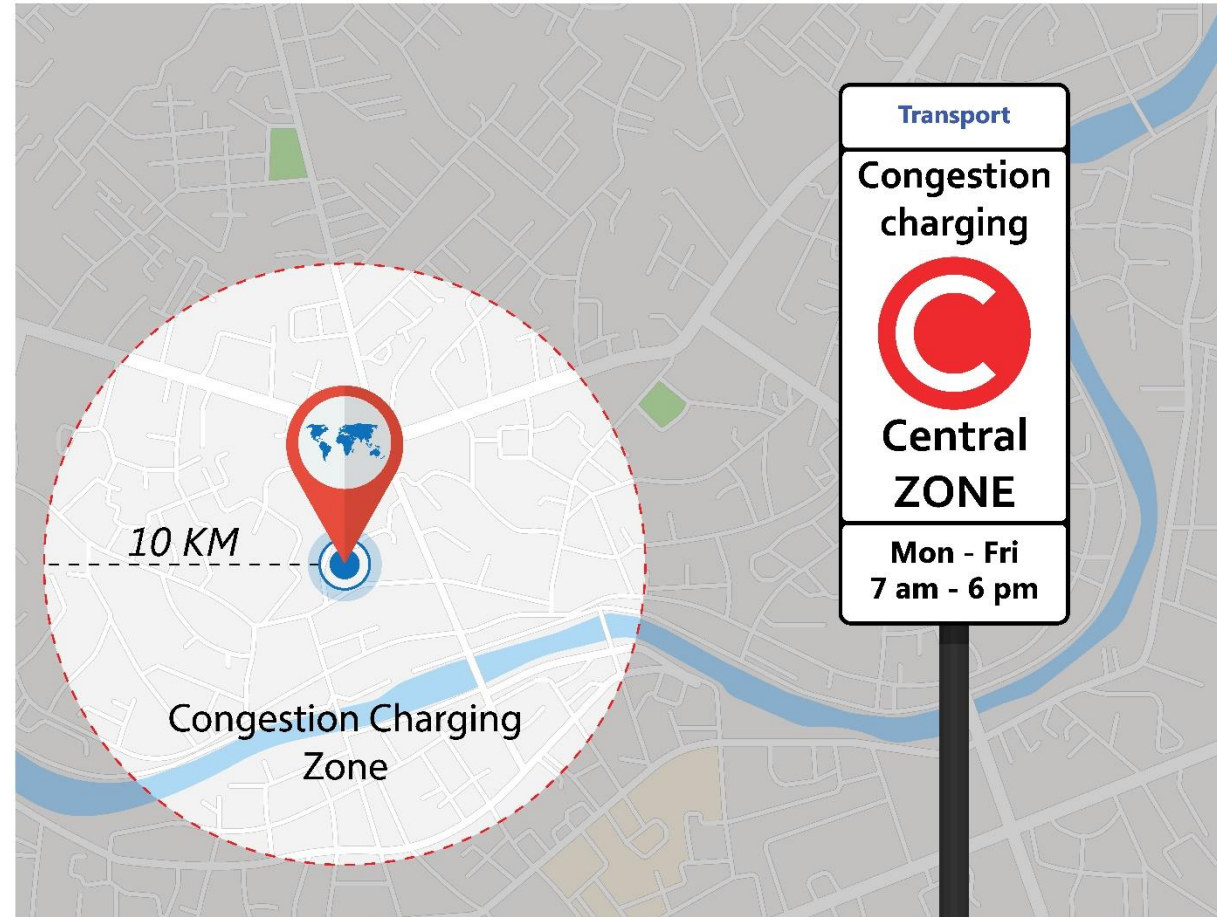 Transport
Congestion
charging
C
Central
ZONE
Mon - Fri
7 am - 6 pm
10 KM
Congestion Charging
Zone